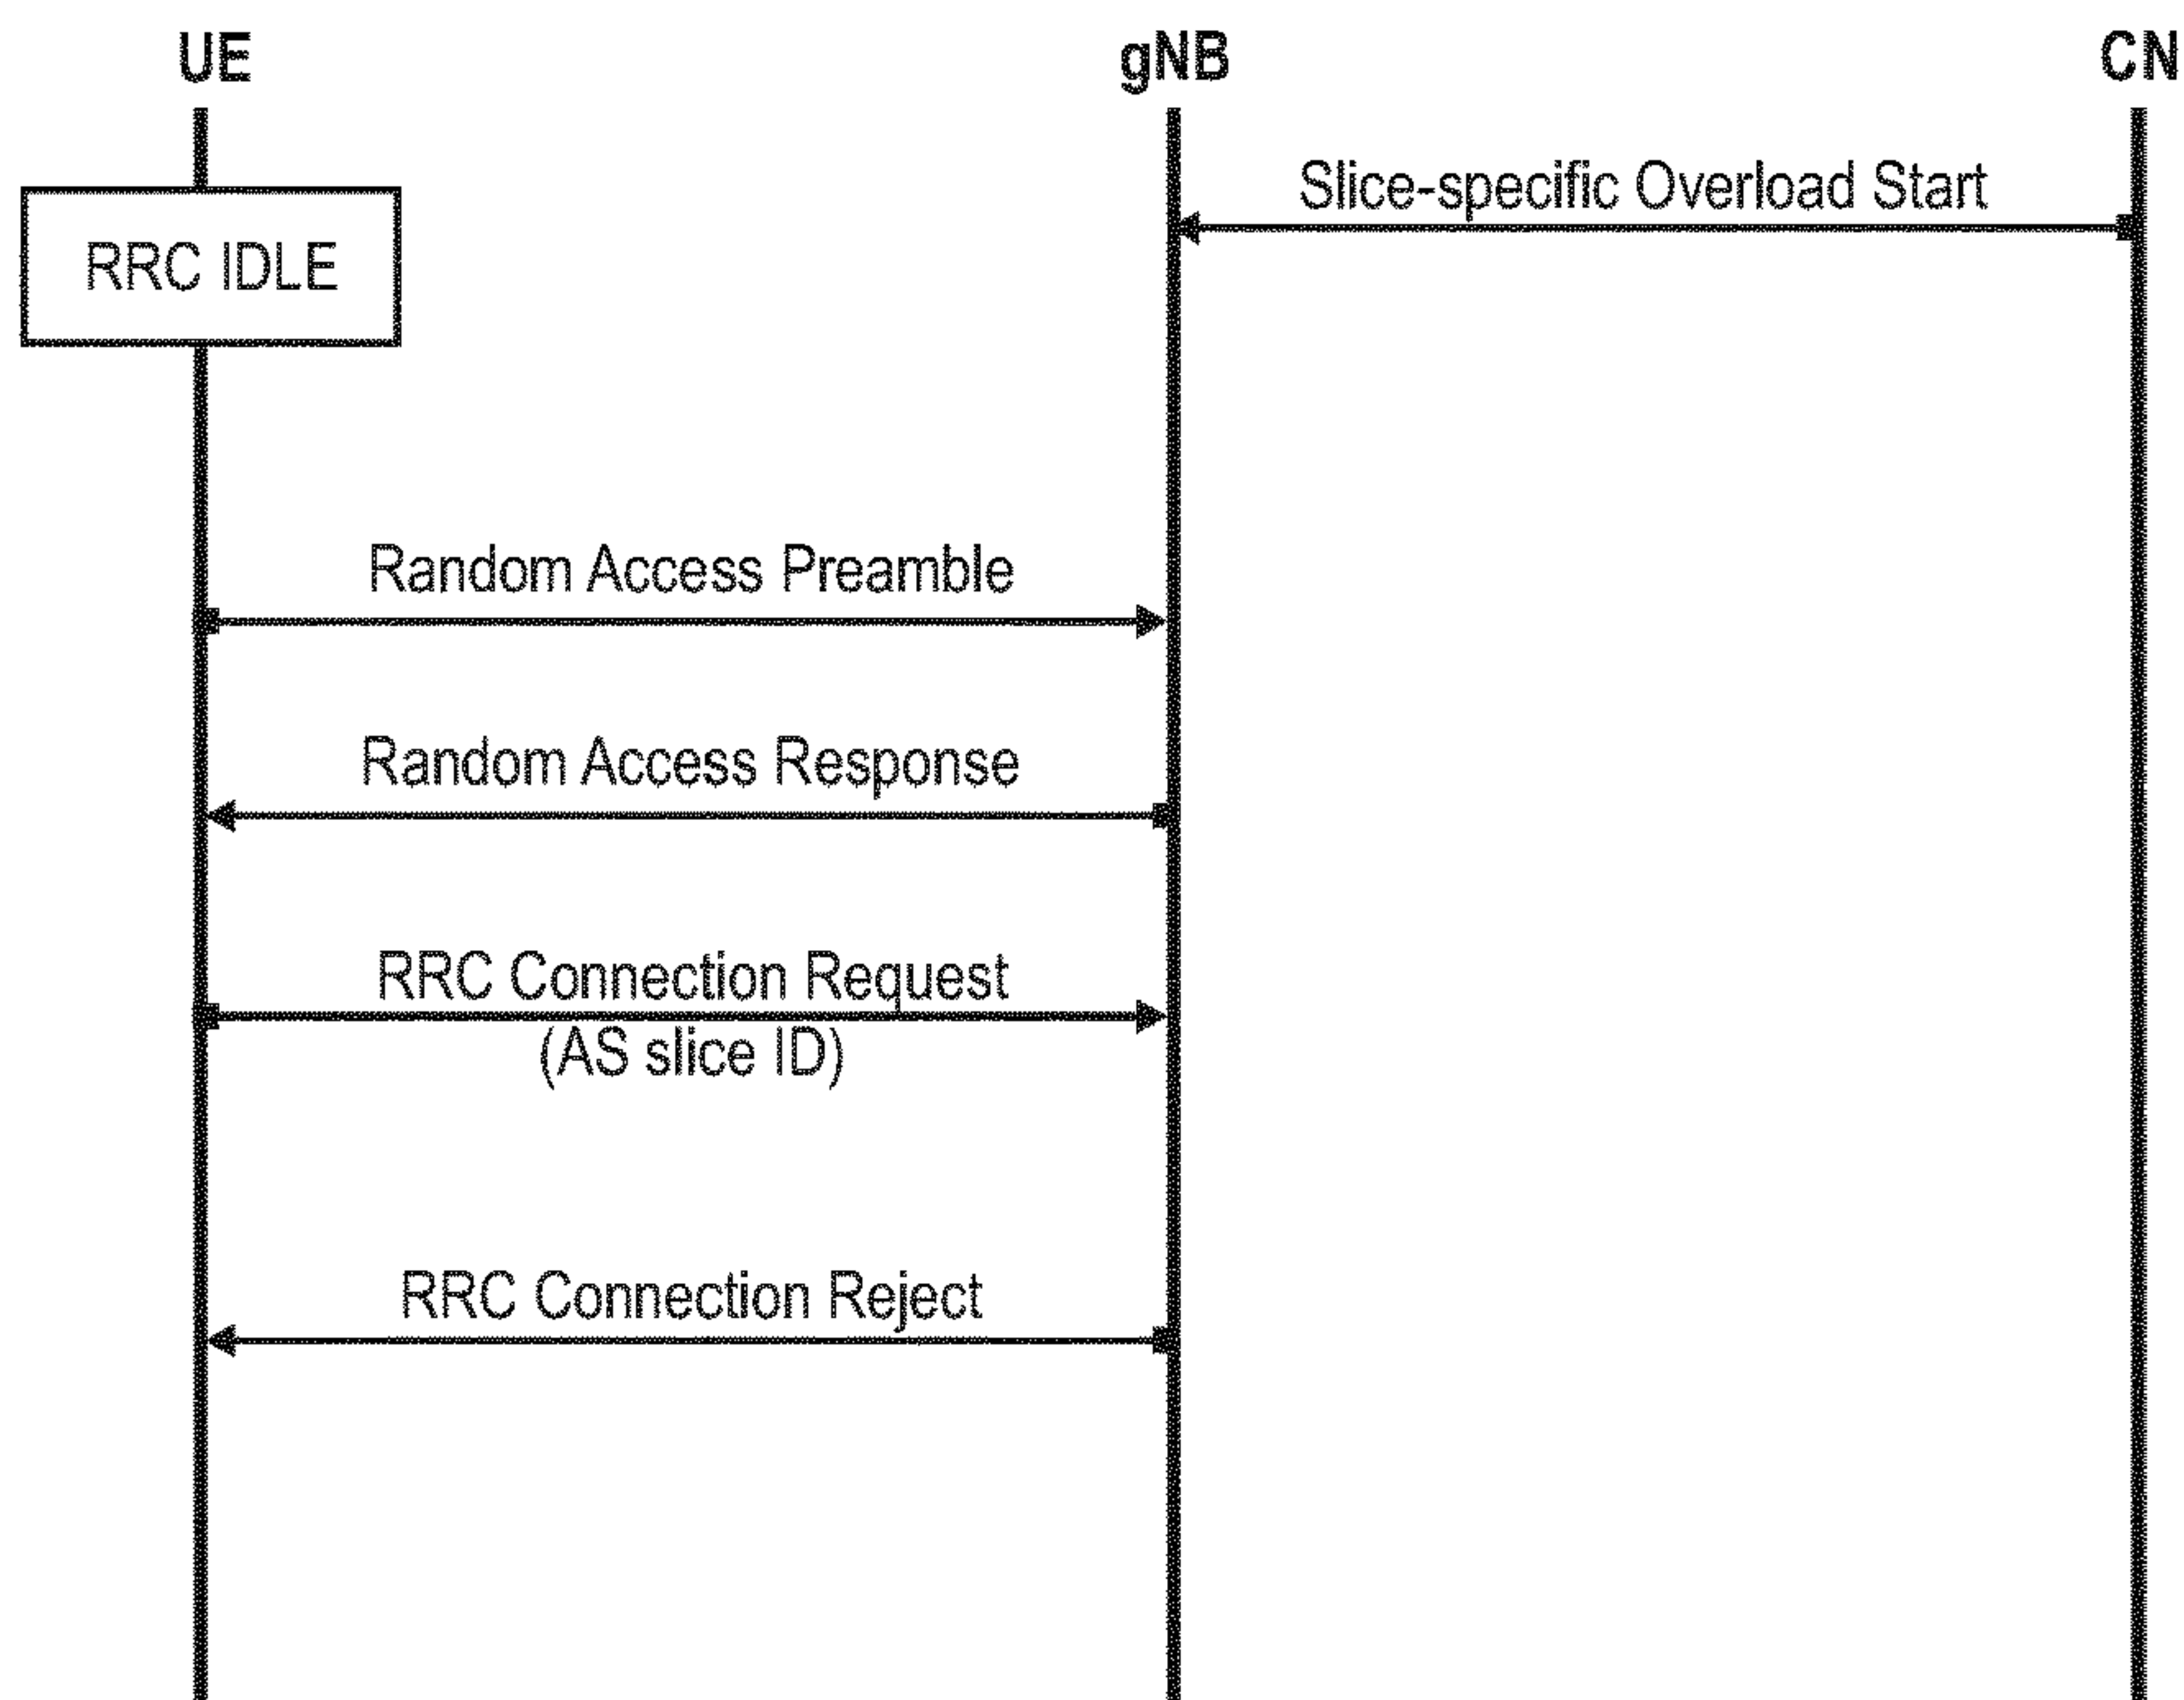 UE
gNB
CN
Slice-specific Overload Start
RRC IDLE
Random Access Preamble
Random Access Response
RRC Connection Request
(AS slice ID)
RRC Connection Reject